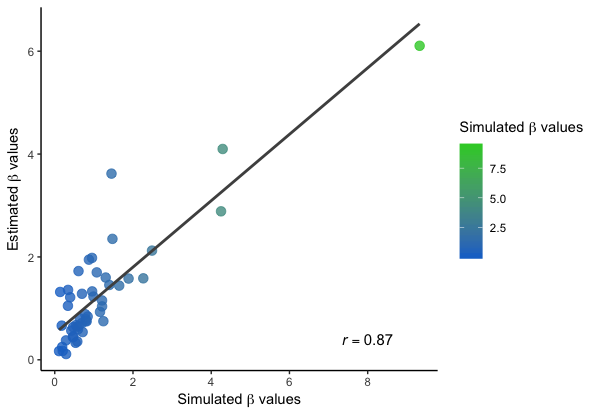 Estimated β values
6
4
2
0
0 2 4 6 8
Simulated β values
r = 0.87
Simulated β values
7.5
5.0
2.5